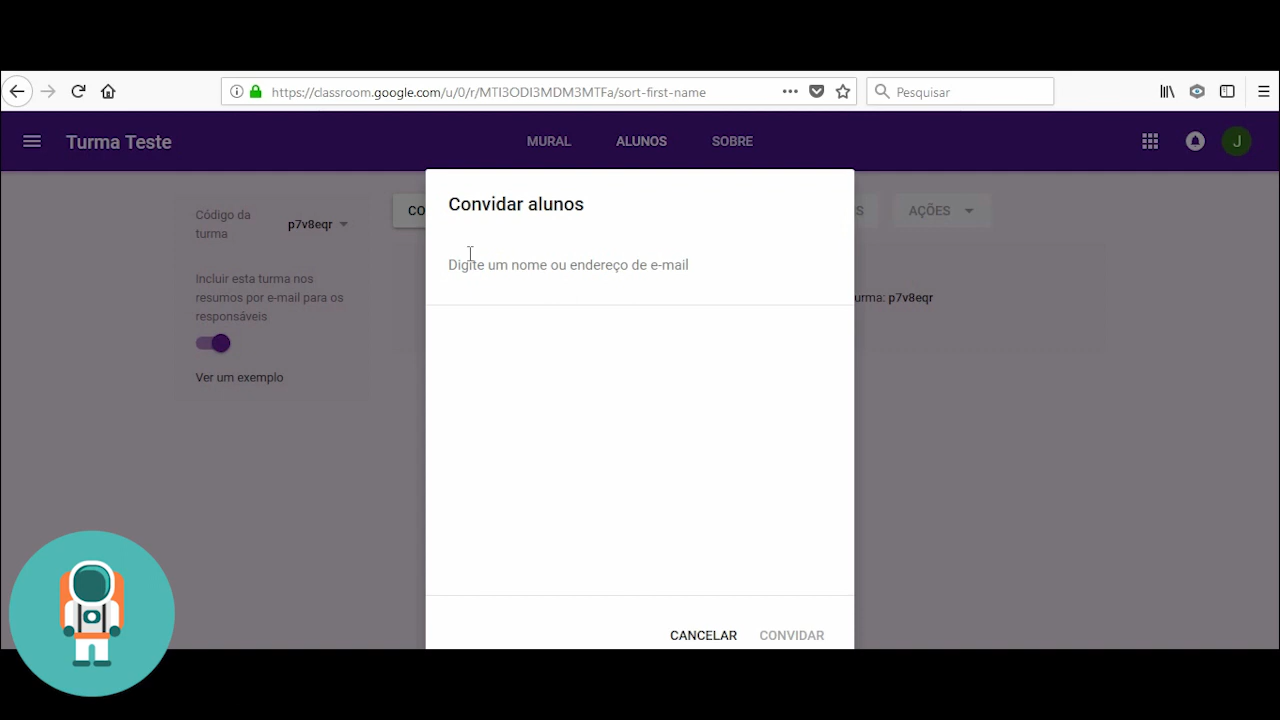 https://classroom.google.com/u/0/r/MTI3ODI3MDM3MTFa/sort-first-name
Pesquisar
Turma Teste
MURAL
ALUNOS
SOBRE
J
Código da
turma
p7v8eqr
Incluir esta turma nos
resumos por e-mail para os
responsáveis
Ver um exemplo
CO
S
AÇÕES
urma: p7v8eqr
Convidar alunos
Digite um nome ou endereço de e-mail
CANCELAR
CONVIDAR